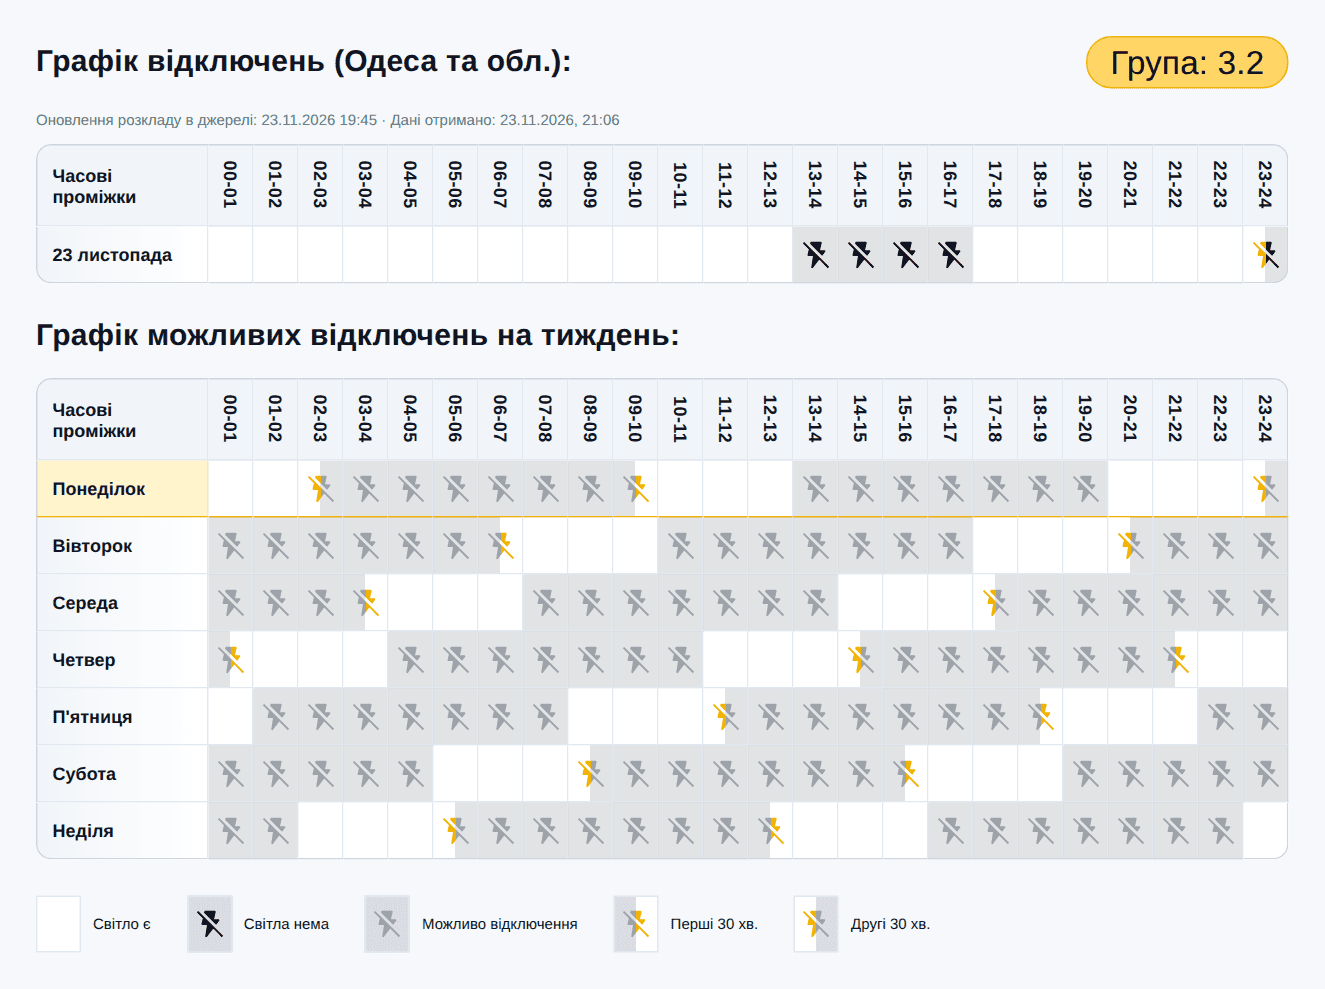 Графік відключень (Одеса та обл.):
Група: 3.2
Оновлення розкладу в джерелі: 23.11.2026 19:45 · Дані отримано: 23.11.2026, 21:06
Часові
проміжки
00-01 01-02 02-03 03-04 04-05 05-06 06-07 07-08 08-09 09-10 10-11 11-12 12-13 13-14 14-15 15-16 16-17 17-18 18-19 19-20 20-21 21-22 22-23 23-24
23 листопада
Графік можливих відключень на тиждень:
Часові
проміжки
00-01 01-02 02-03 03-04 04-05 05-06 06-07 07-08 08-09 09-10 10-11 11-12 12-13 13-14 14-15 15-16 16-17 17-18 18-19 19-20 20-21 21-22 22-23 23-24
Понеділок
Вівторок
Середа
Четвер
П'ятниця
Субота
Неділя
Світло є
Світла нема
Можливо відключення
Перші 30 хв.
Другі 30 хв.